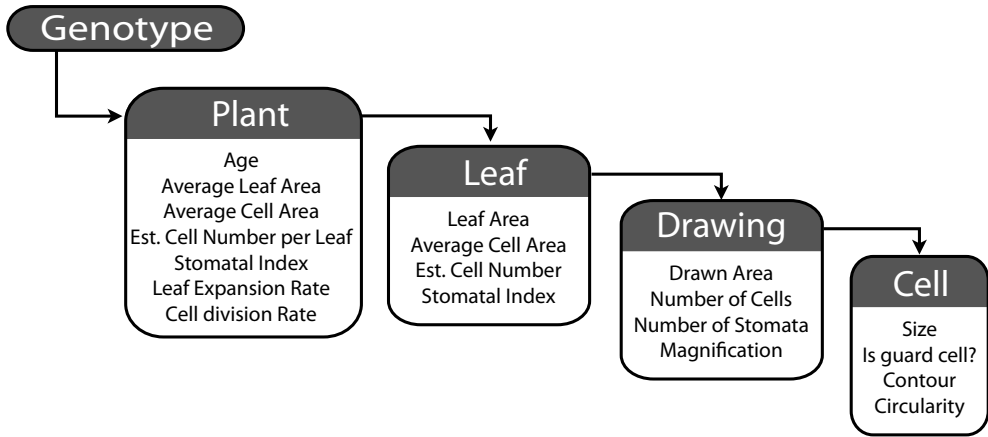 Genotype
Plant
Age
Average Leaf Area
Average Cell Area
Est. Cell Number per Leaf
Stomatal Index
Leaf Expansion Rate
Cell division Rate
Leaf
Leaf Area
Average Cell Area
Est. Cell Number
Stomatal Index
Drawing
Drawn Area
Number of Cells
Number of Stomata
Magnification
Cell
Size
Is guard cell?
Contour
Circularity